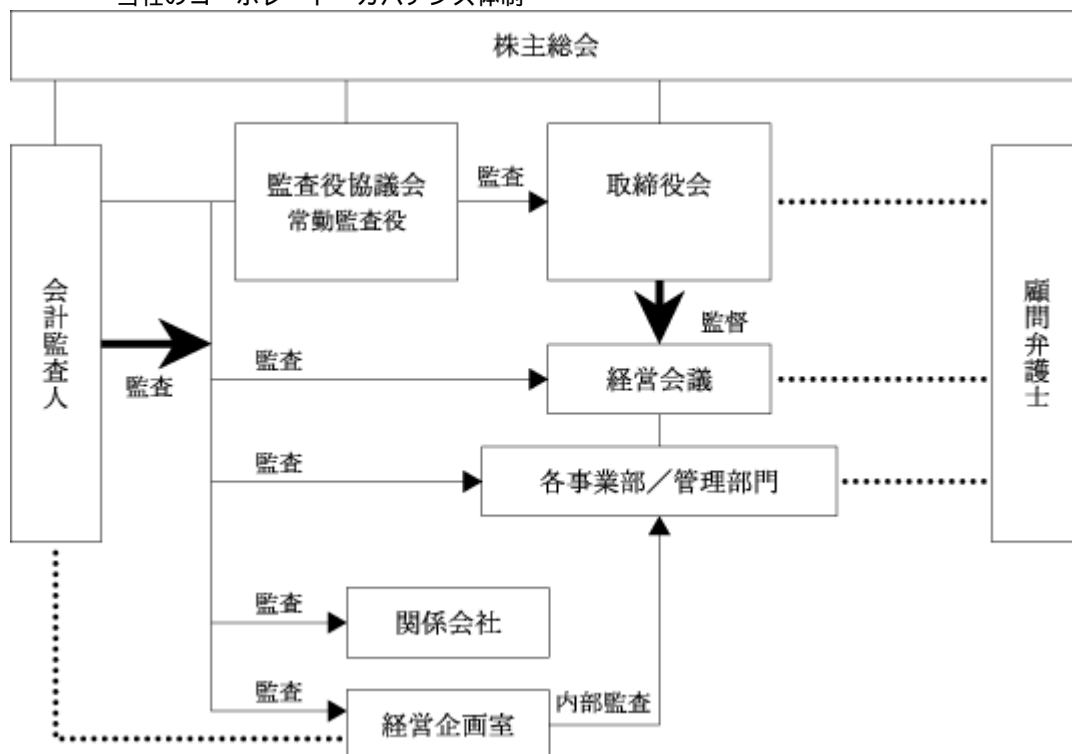 当社のコーポレート・ガバナンス体制
株主総会
監査役協議会
常勤監査役
監査
取締役会
会計監査人
監査
監督
顧問弁護士
監査
経営会議
監査
各事業部／管理部門
監査
関係会社
監査
経営企画室
内部監査